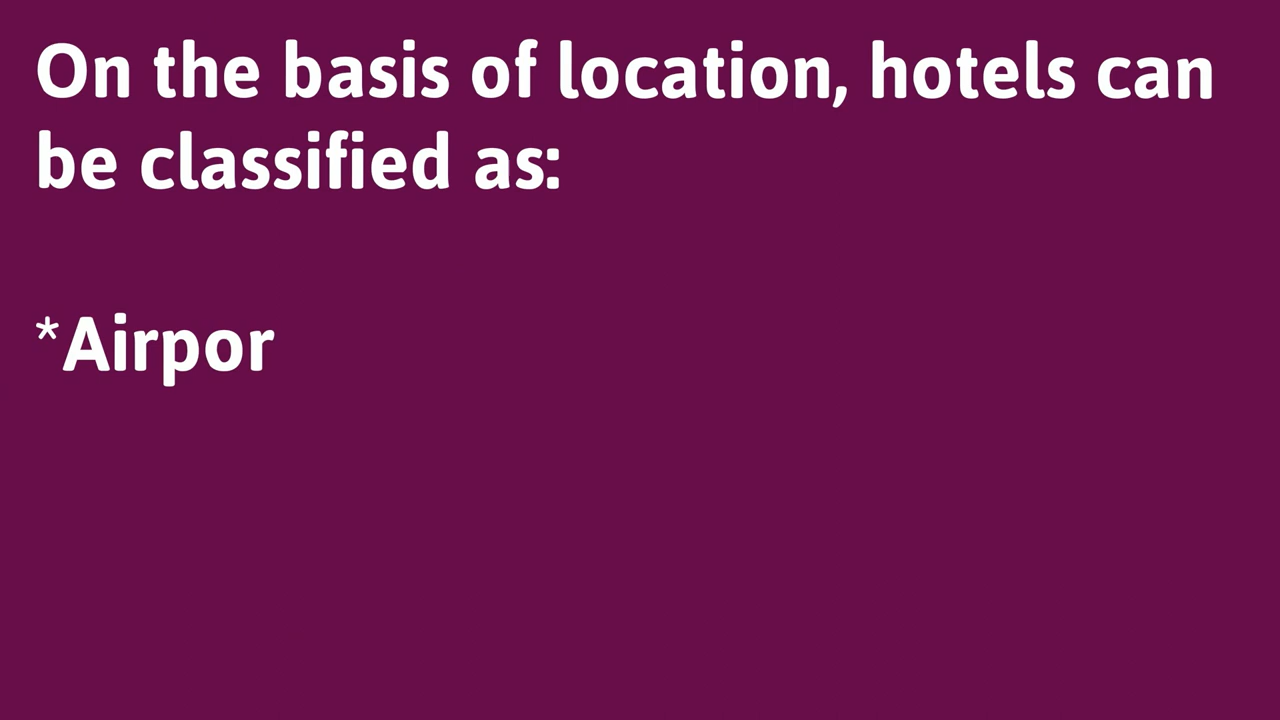 On the basis of location, hotels can
be classified as:
*Airpor